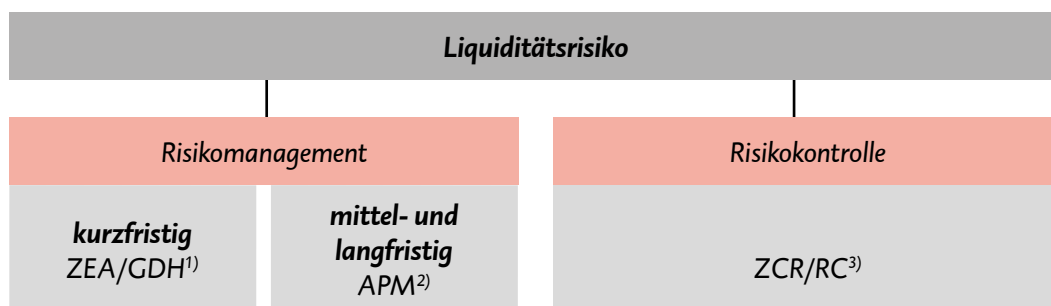 Liquiditätsrisiko
Risikomanagement
Risikokontrolle
kurzfristig
ZEA/GDH1)
mittel- und
langfristig
APM2)
ZCR/RC3)